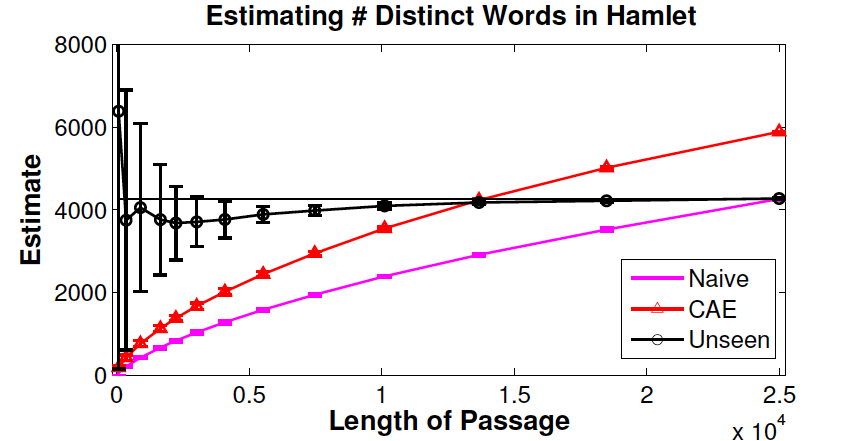 Estimating # Distinct Words in Hamlet
8000
6000
4000
2000
0
Estimate
Naive
CAE
Unseen
0 0.5 1 1.5 2 2.5
Length of Passage
x 10^4